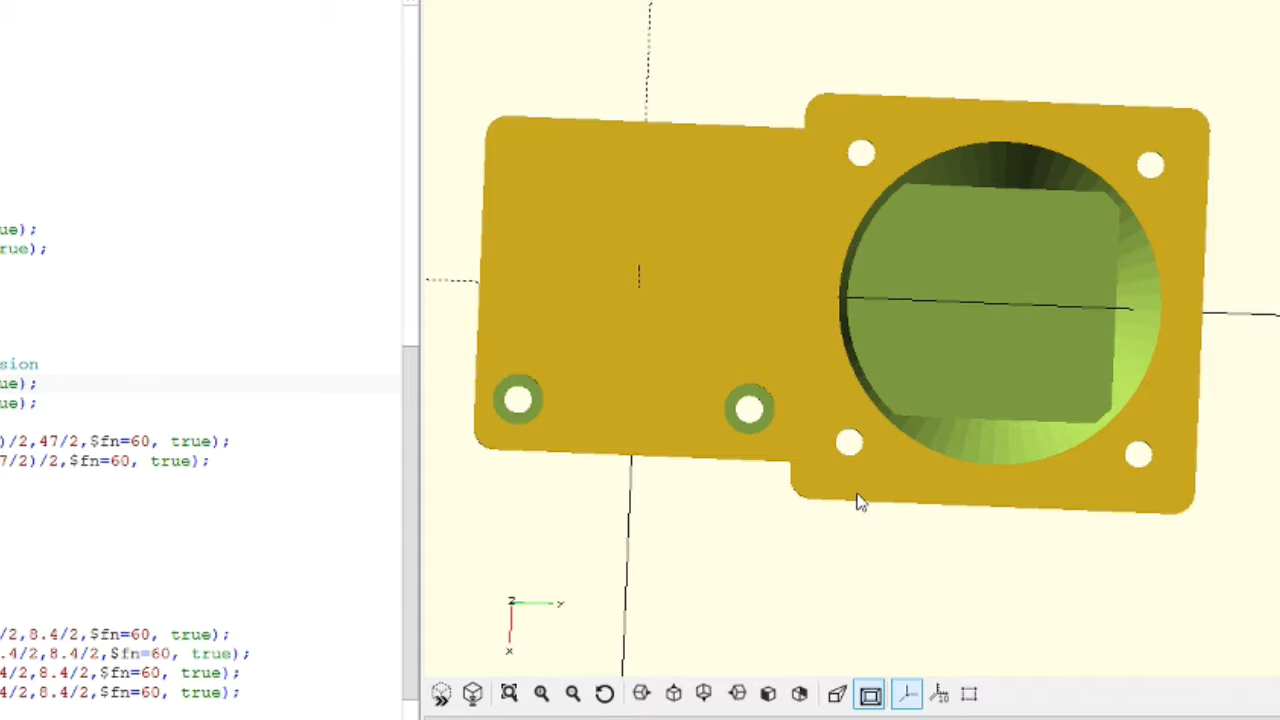 ue);
rue);
sion
ue);
ue);
)/2,47/2,$fn=60, true);
7/2)/2,$fn=60, true);
/2,8.4/2,$fn=60, true);
.4/2,8.4/2,$fn=60, true);
4/2,8.4/2,$fn=60, true);
4/2,8.4/2,$fn=60, true);
z
y
x
10